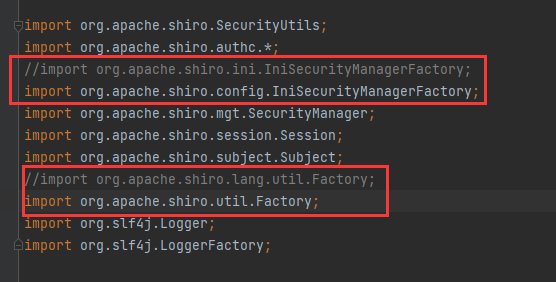 import org.apache.shiro.SecurityUtils;
import org.apache.shiro.authc.*;
//import org.apache.shiro.ini.IniSecurityManagerFactory;
import org.apache.shiro.config.IniSecurityManagerFactory;
import org.apache.shiro.mgt.SecurityManager;
import org.apache.shiro.session.Session;
import org.apache.shiro.subject.Subject;
//import org.apache.shiro.lang.util.Factory;
import org.apache.shiro.util.Factory;
import org.slf4j.Logger;
import org.slf4j.LoggerFactory;